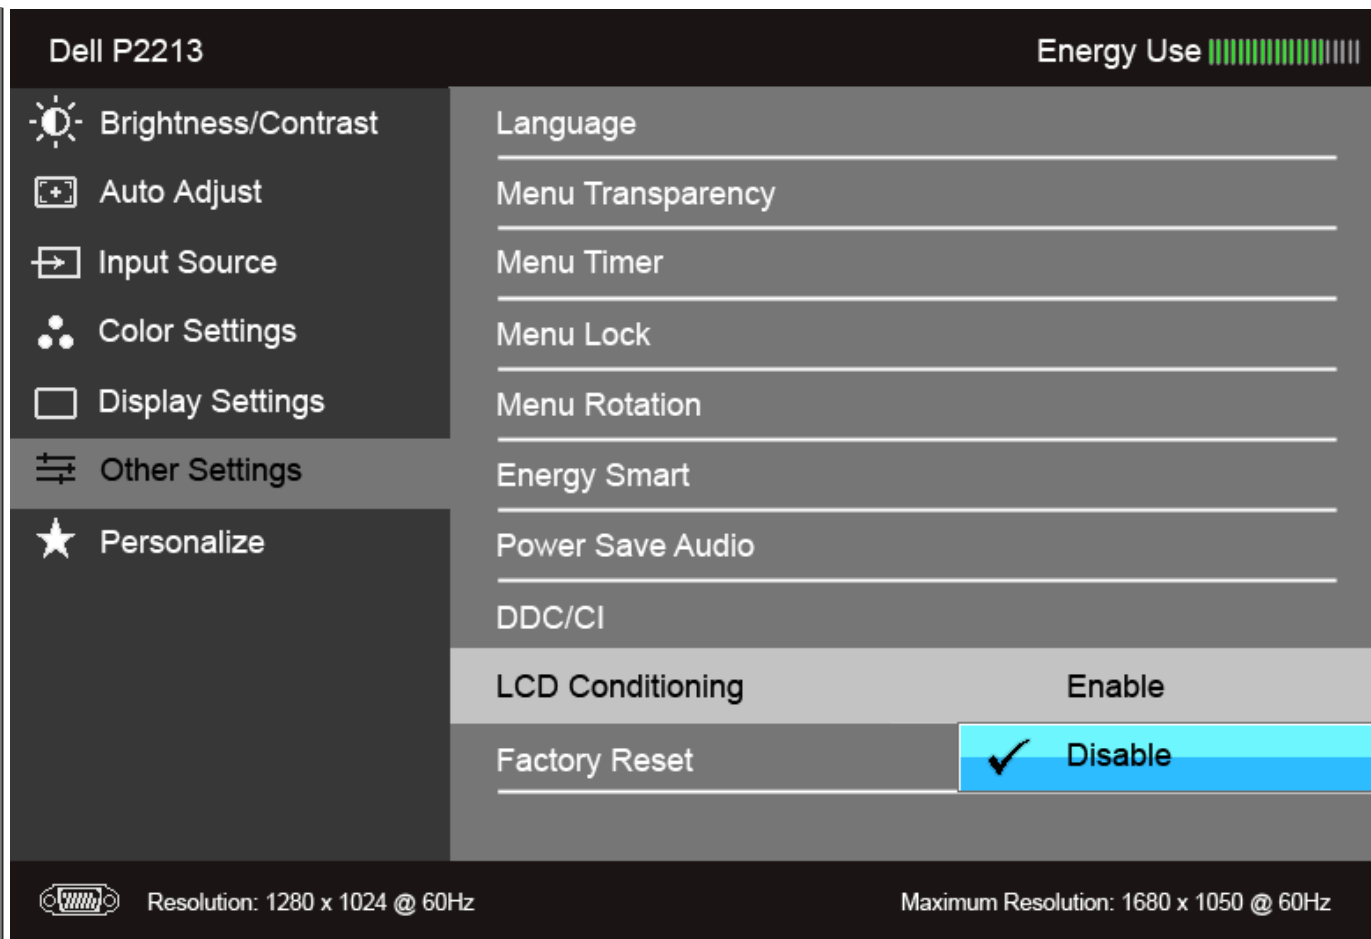 Dell P2213
Energy Use
Brightness/Contrast
Auto Adjust
Input Source
Color Settings
Display Settings
Other Settings
Personalize
Language
Menu Transparency
Menu Timer
Menu Lock
Menu Rotation
Energy Smart
Power Save Audio
DDC/CI
LCD Conditioning
Enable
Factory Reset
Disable
Resolution: 1280 x 1024 @ 60Hz
Maximum Resolution: 1680 x 1050 @ 60Hz